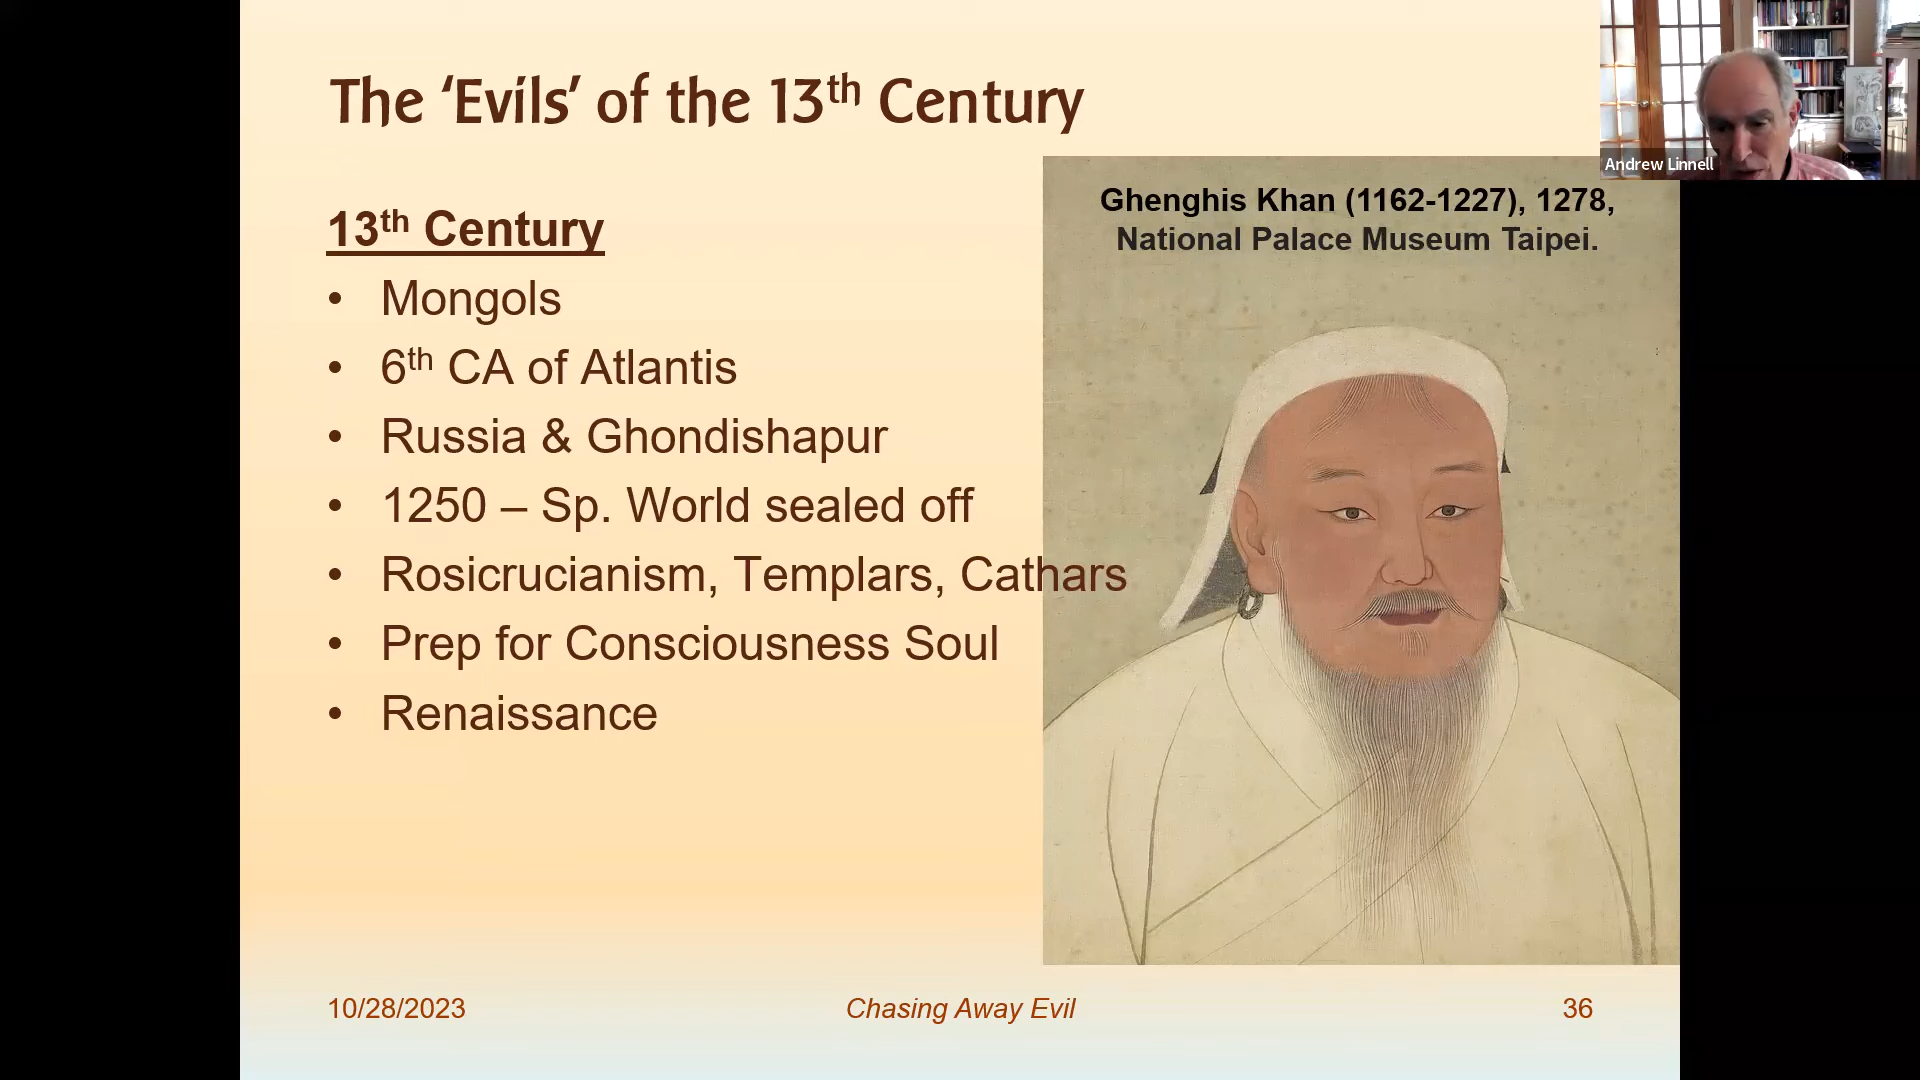 The ‘Evils’ of the 13th Century
Andrew Linnell
Ghenghis Khan (1162-1227), 1278,
National Palace Museum Taipei.
13th Century
• Mongols
• 6th CA of Atlantis
• Russia & Ghondishapur
• 1250 – Sp. World sealed off
• Rosicrucianism, Templars, Cathars
• Prep for Consciousness Soul
• Renaissance
10/28/2023
Chasing Away Evil
36